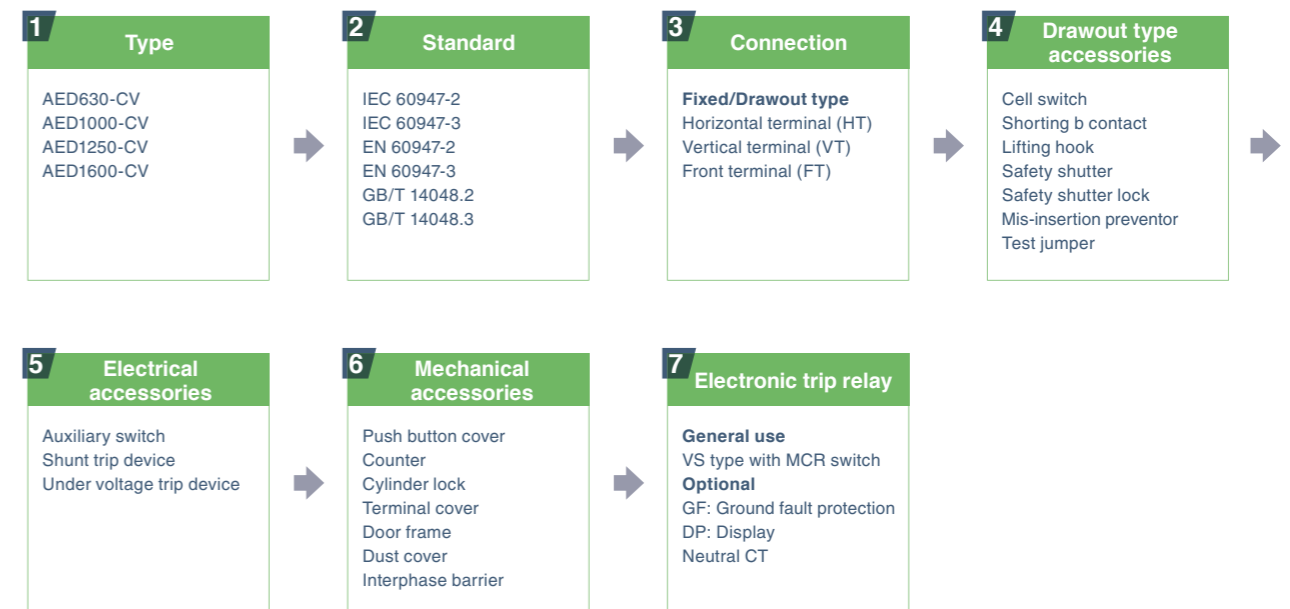 1
Type
AED630-CV
AED1000-CV
AED1250-CV
AED1600-CV
2
Standard
IEC 60947-2
IEC 60947-3
EN 60947-2
EN 60947-3
GB/T 14048.2
GB/T 14048.3
3
Connection
Fixed/Drawout type
Horizontal terminal (HT)
Vertical terminal (VT)
Front terminal (FT)
4
Drawout type
accessories
Cell switch
Shorting b contact
Lifting hook
Safety shutter
Safety shutter lock
Mis-insertion preventor
Test jumper
5
Electrical
accessories
Auxiliary switch
Shunt trip device
Under voltage trip device
6
Mechanical
accessories
Push button cover
Counter
Cylinder lock
Terminal cover
Door frame
Dust cover
Interphase barrier
7
Electronic trip relay
General use
VS type with MCR switch
Optional
GF: Ground fault protection
DP: Display
Neutral CT